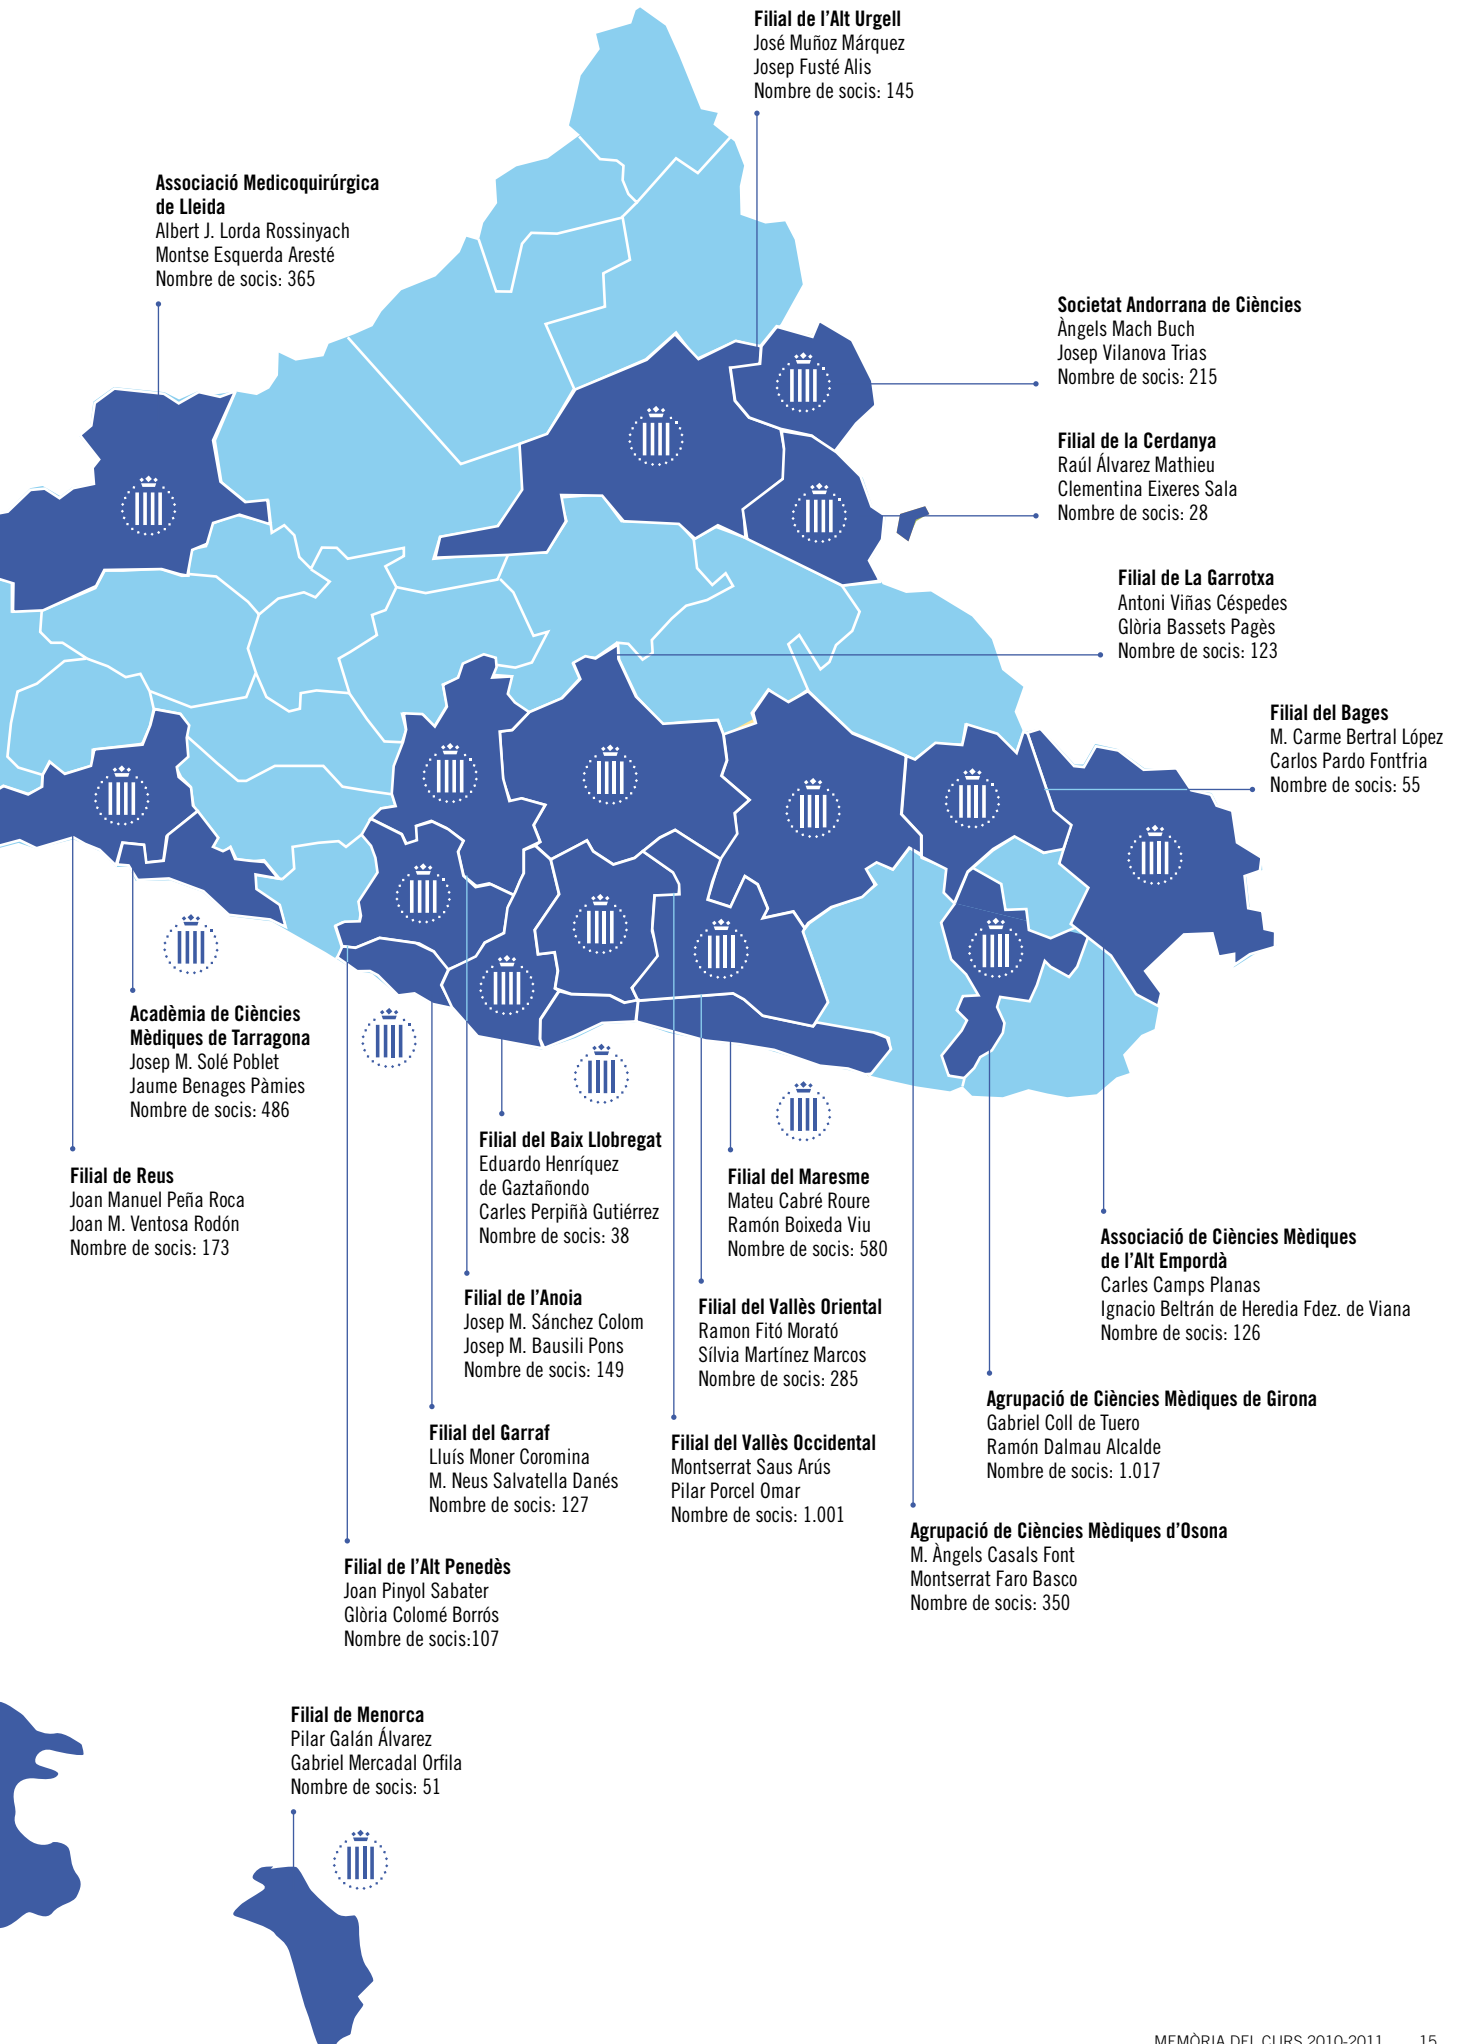 Filial de l'Alt Urgell
José Muñoz Márquez
Josep Fusté Alis
Nombre de socis: 145
Associació Medicoquirúrgica
de Lleida
Albert J. Lorda Rossinyach
Montse Esquerda Aresté
Nombre de socis: 365
Societat Andorrana de Ciències
Àngels Mach Buch
Josep Vilanova Trias
Nombre de socis: 215
Filial de la Cerdanya
Raúl Álvarez Mathieu
Clementina Eixeres Sala
Nombre de socis: 28
Filial de La Garrotxa
Antoni Viñas Céspedes
Glòria Bassets Pagès
Nombre de socis: 123
Filial del Bages
M. Carme Bertral López
Carlos Pardo Fontfria
Nombre de socis: 55
Acadèmia de Ciències
Mèdiques de Tarragona
Josep M. Solé Poblet
Jaume Benages Pàmies
Nombre de socis: 486
Filial de Reus
Joan Manuel Peña Roca
Joan M. Ventosa Rodón
Nombre de socis: 173
Filial del Baix Llobregat
Eduardo Henríquez
de Gaztañondo
Carles Perpiñà Gutiérrez
Nombre de socis: 38
Filial del Maresme
Mateu Cabré Roure
Ramón Boixeda Viu
Nombre de socis: 580
Associació de Ciències Mèdiques
de l'Alt Empordà
Carles Camps Planas
Ignacio Beltrán de Heredia Fdez. de Viana
Nombre de socis: 126
Filial de l'Anoia
Josep M. Sánchez Colom
Josep M. Bausili Pons
Nombre de socis: 149
Filial del Vallès Oriental
Ramon Fitó Morató
Sílvia Martínez Marcos
Nombre de socis: 285
Agrupació de Ciències Mèdiques de Girona
Gabriel Coll de Tuero
Ramón Dalmau Alcalde
Nombre de socis: 1.017
Filial del Garraf
Lluís Moner Coromina
M. Neus Salvatella Danés
Nombre de socis: 127
Filial del Vallès Occidental
Montserrat Saus Arús
Pilar Porcel Omar
Nombre de socis: 1.001
Agrupació de Ciències Mèdiques d'Osona
M. Àngels Casals Font
Montserrat Faro Basco
Nombre de socis: 350
Filial de l'Alt Penedès
Joan Pinyol Sabater
Glòria Colomé Borrós
Nombre de socis:107
Filial de Menorca
Pilar Galán Álvarez
Gabriel Mercadal Orfila
Nombre de socis: 51
MEMÒRIA DEL CURS 2010-2011 15